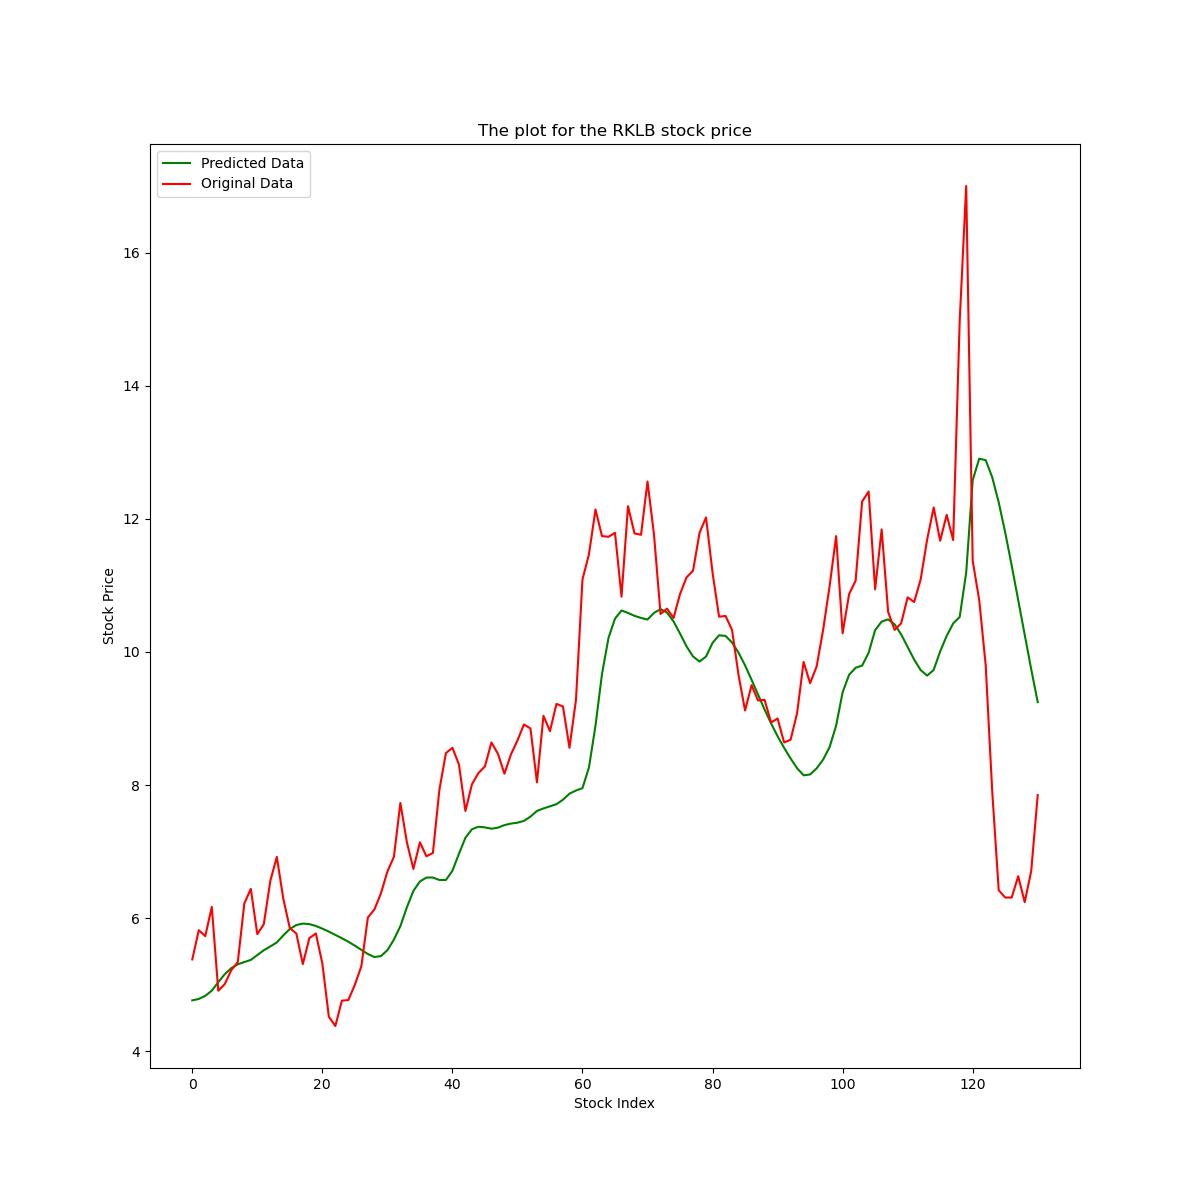 The plot for the RKLB stock price
Predicted Data
Original Data
16
14
12
10
8
6
4
Stock Price
0 20 40 60 80 100 120
Stock Index